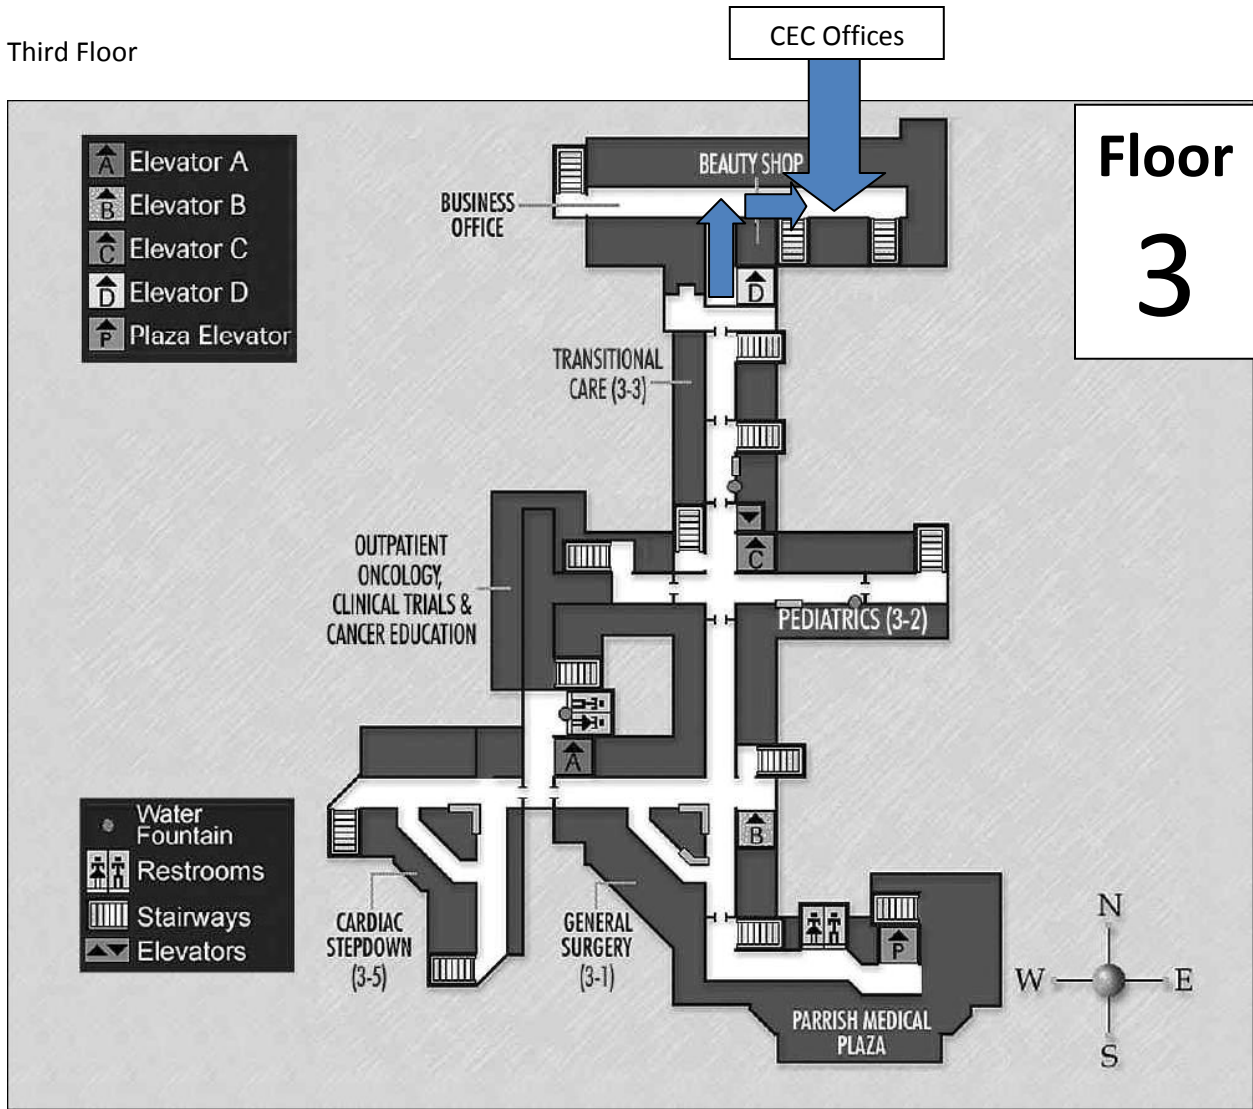 CEC Offices
Third Floor
Floor
3
A Elevator A
B Elevator B
C Elevator C
D Elevator D
P Plaza Elevator
BEAUTY SHOP
BUSINESS
OFFICE
D
TRANSITIONAL
CARE (3-3)
C
OUTPATIENT
ONCOLOGY,
CLINICAL TRIALS &
CANCER EDUCATION
PEDIATRICS (3-2)
A
B
Water
Fountain
Restrooms
Stairways
Elevators
CARDIAC
STEPDOWN
(3-5)
GENERAL
SURGERY
(3-1)
P
PARRISH MEDICAL
PLAZA
N
W E
S